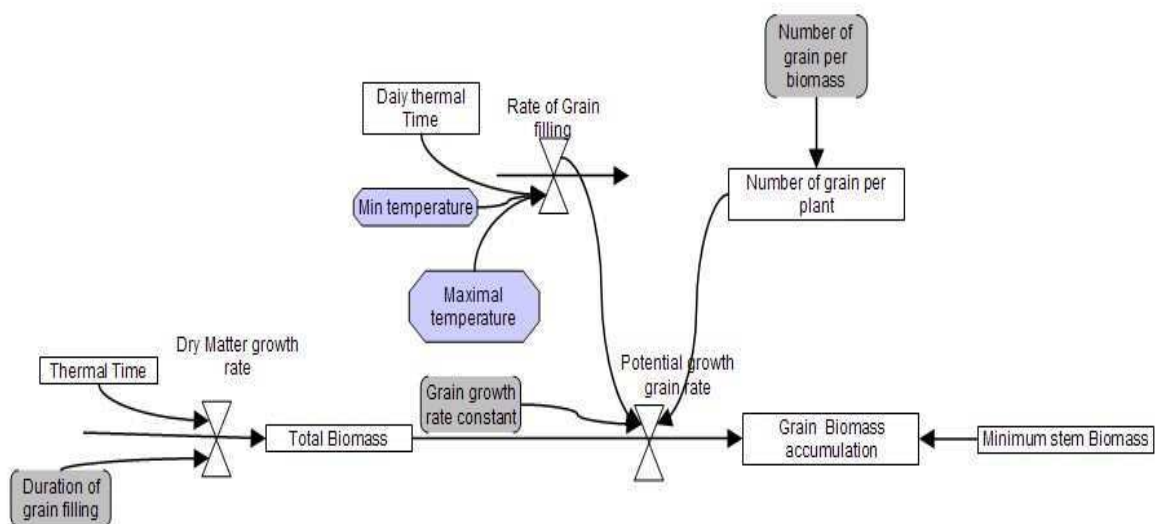 Number of
grain per
biomass
Daiy thermal
Time
Rate of Grain
filling
Min temperature
Number of grain per
plant
Maximal
temperature
Dry Matter growth
rate
Thermal Time
Potential growth
grain rate
Grain growth
rate constant
Total Biomass
Grain Biomass
accumulation
Minimum stem Biomass
Duration of
grain filling